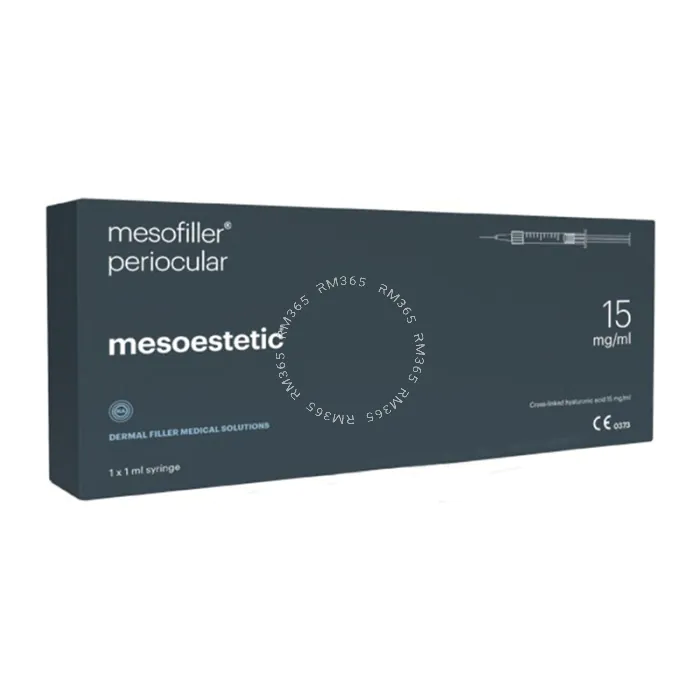 mesofiller®
periocular
15
mg/ml
mesoestetic
Cross-linked hyaluronic acid 15 mg/ml
CE 0373
DERMAL FILLER MEDICAL SOLUTIONS
1 x 1 ml syringe
RM365 RM365 RM365 RM365 RM365 RM365 RM365